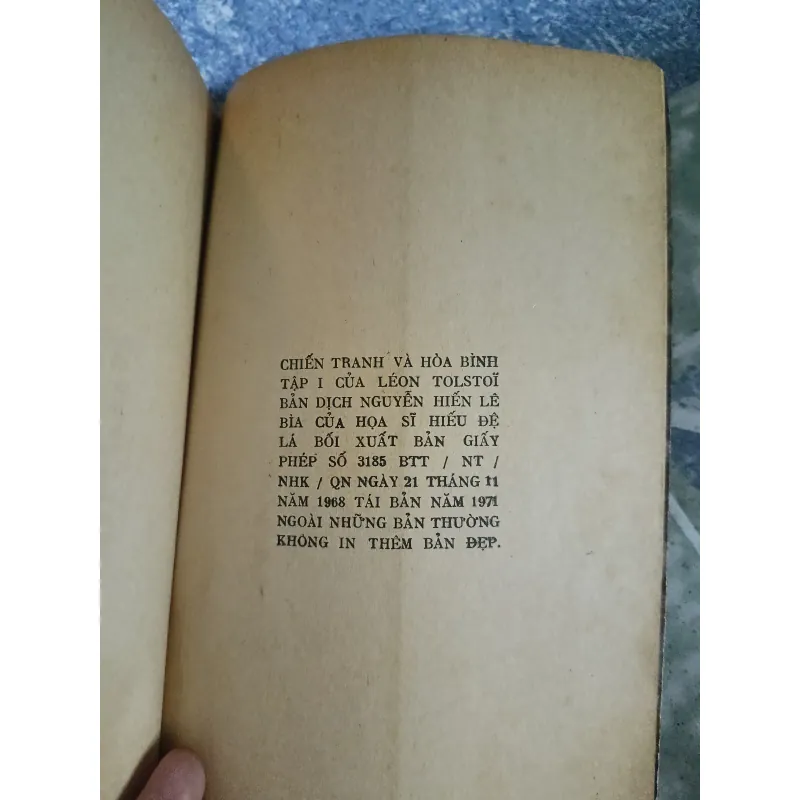 CHIẾN TRANH VÀ HÒA BÌNH
TẬP I CỦA LÉON TOLSTOÏ
BẢN DỊCH NGUYỄN HIẾN LÊ
BÌA CỦA HỌA SĨ HIẾU ĐỆ
LÁ BỐI XUẤT BẢN GIẤY
PHÉP SỐ 3185 BTT / NT /
NHK / QN NGÀY 21 THÁNG 11
NĂM 1968 TÁI BẢN NĂM 1971
NGOÀI NHỮNG BẢN THƯỜNG
KHÔNG IN THÊM BẢN ĐẸP.